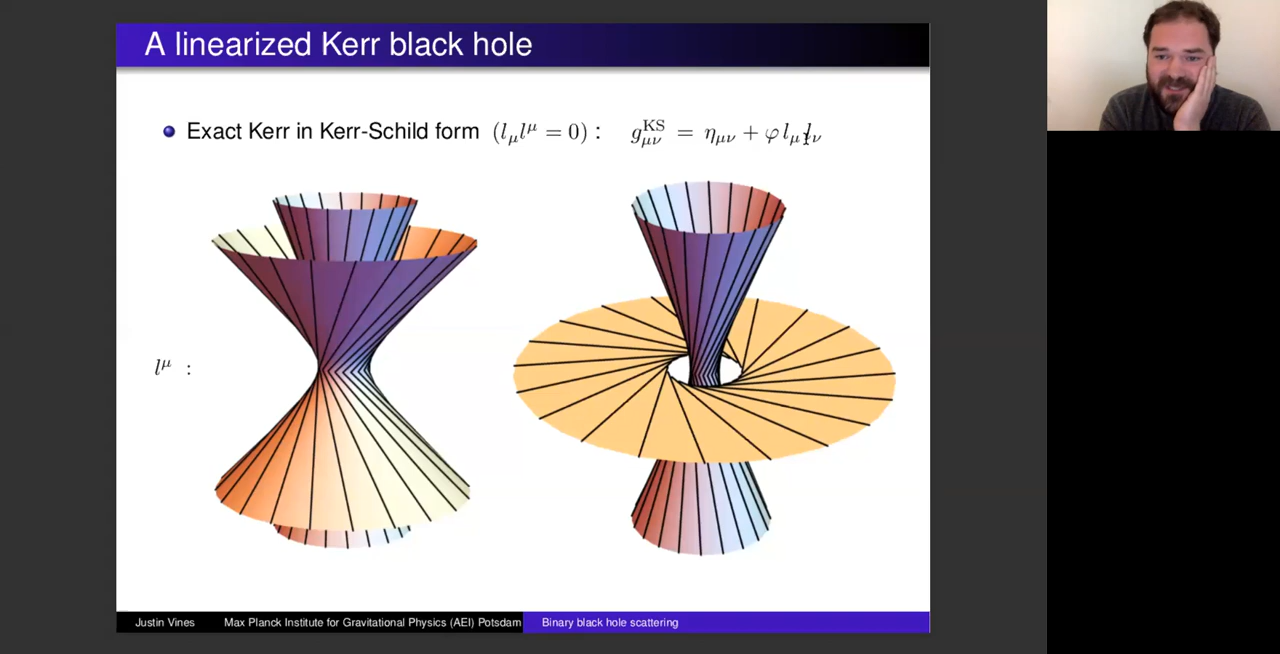 A linearized Kerr black hole
Exact Kerr in Kerr-Schild form (l_μ l^μ = 0) : g^KS_μν = η_μν + φ l_μ l_ν
l^μ :
Justin Vines Max Planck Institute for Gravitational Physics (AEI) Potsdam Binary black hole scattering